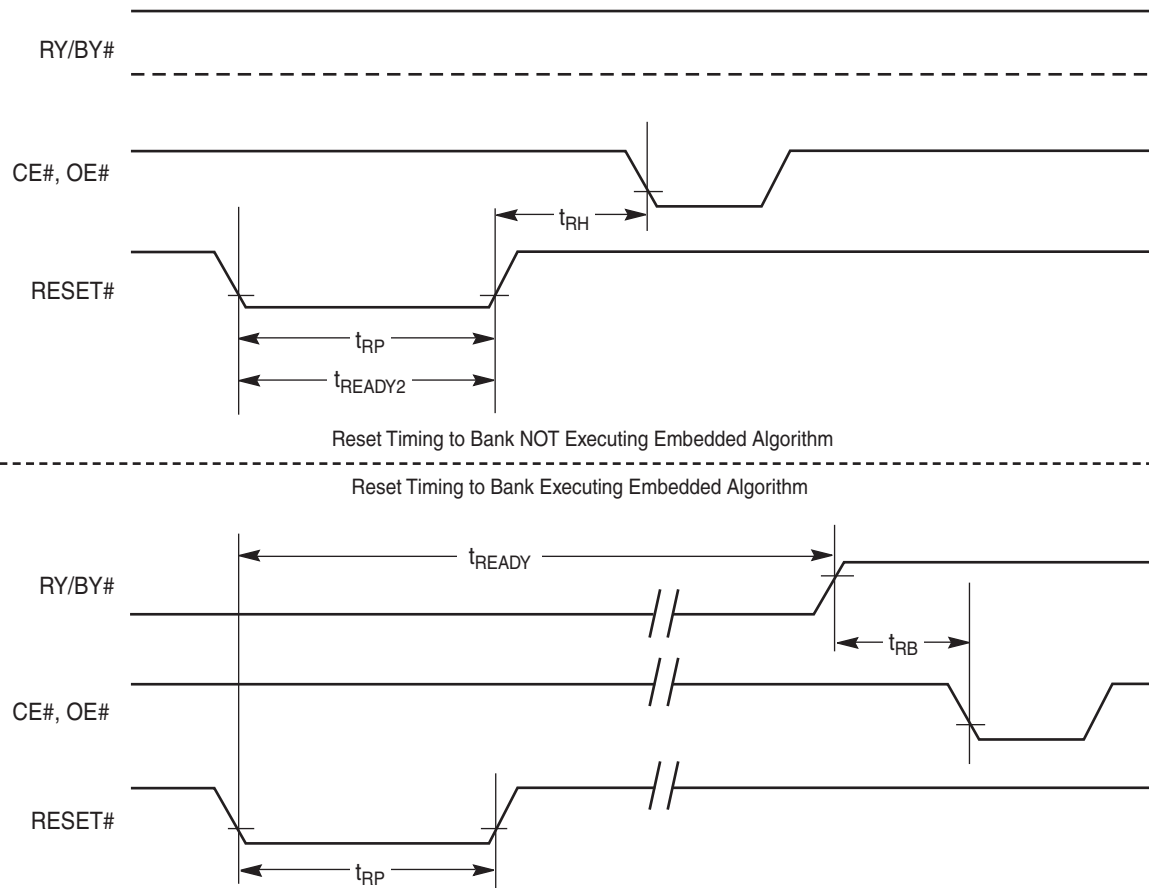 RY/BY#
CE#, OE#
tRH
RESET#
tRP
tREADY2
Reset Timing to Bank NOT Executing Embedded Algorithm
Reset Timing to Bank Executing Embedded Algorithm
tREADY
RY/BY#
tRB
CE#, OE#
RESET#
tRP